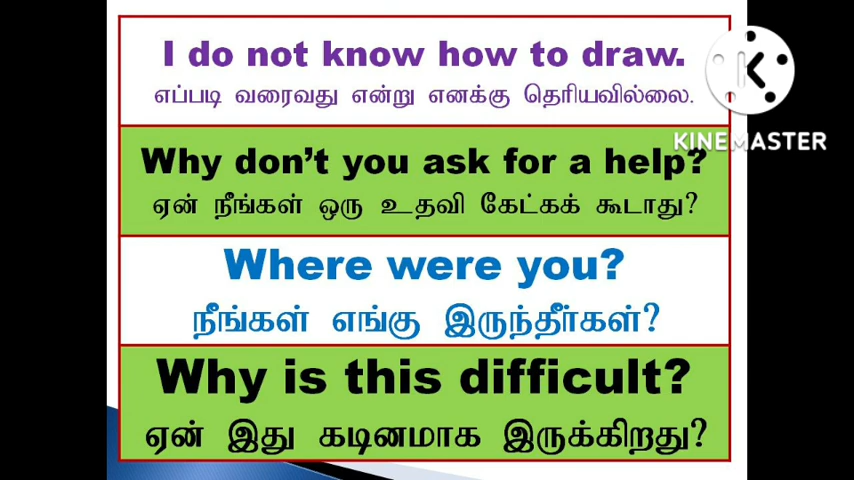 I do not know how to draw.
எப்படி வரைவது என்று எனக்கு தெரியவில்லை.
KINEMASTER
Why don't you ask for a help?
ஏன் நீங்கள் ஒரு உதவி கேட்கக் கூடாது?
Where were you?
நீங்கள் எங்கு இருந்தீர்கள்?
Why is this difficult?
ஏன் இது கடினமாக இருக்கிறது?